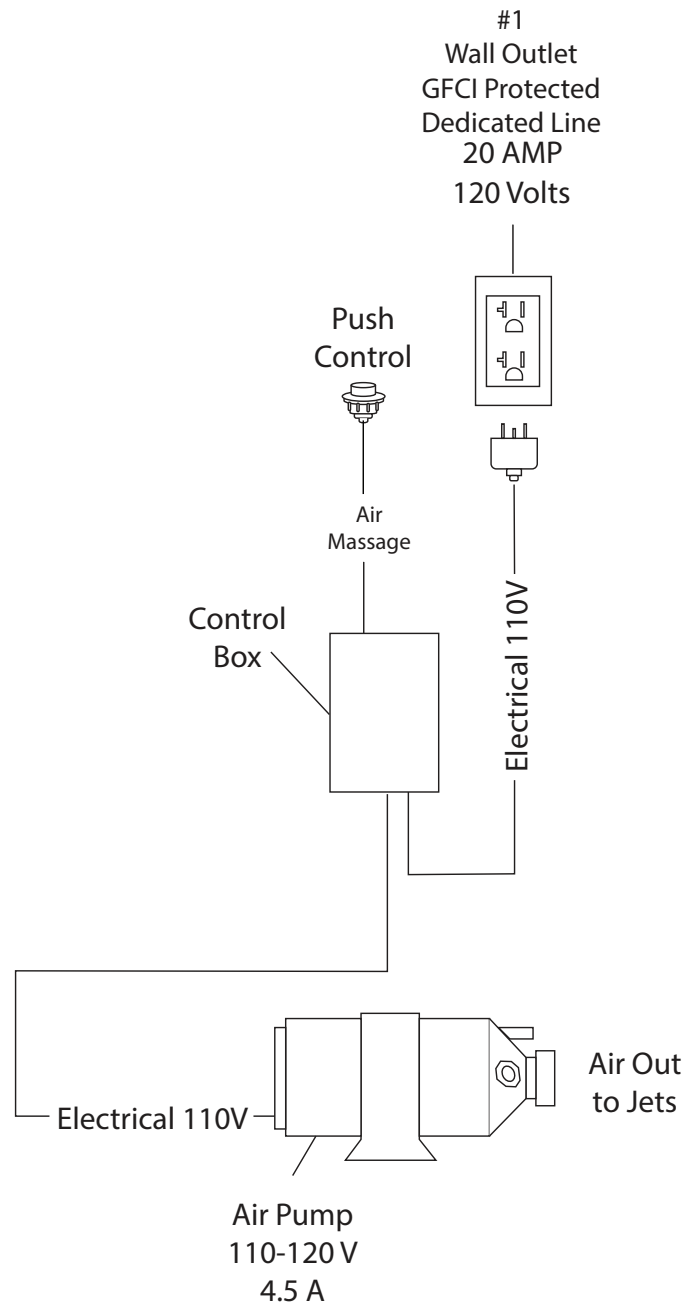 #1
Wall Outlet
GFCI Protected
Dedicated Line
20 AMP
120 Volts
Push
Control
Air
Massage
Control
Box
Electrical 110V
Electrical 110V
Air Out
to Jets
Air Pump
110-120 V
4.5 A